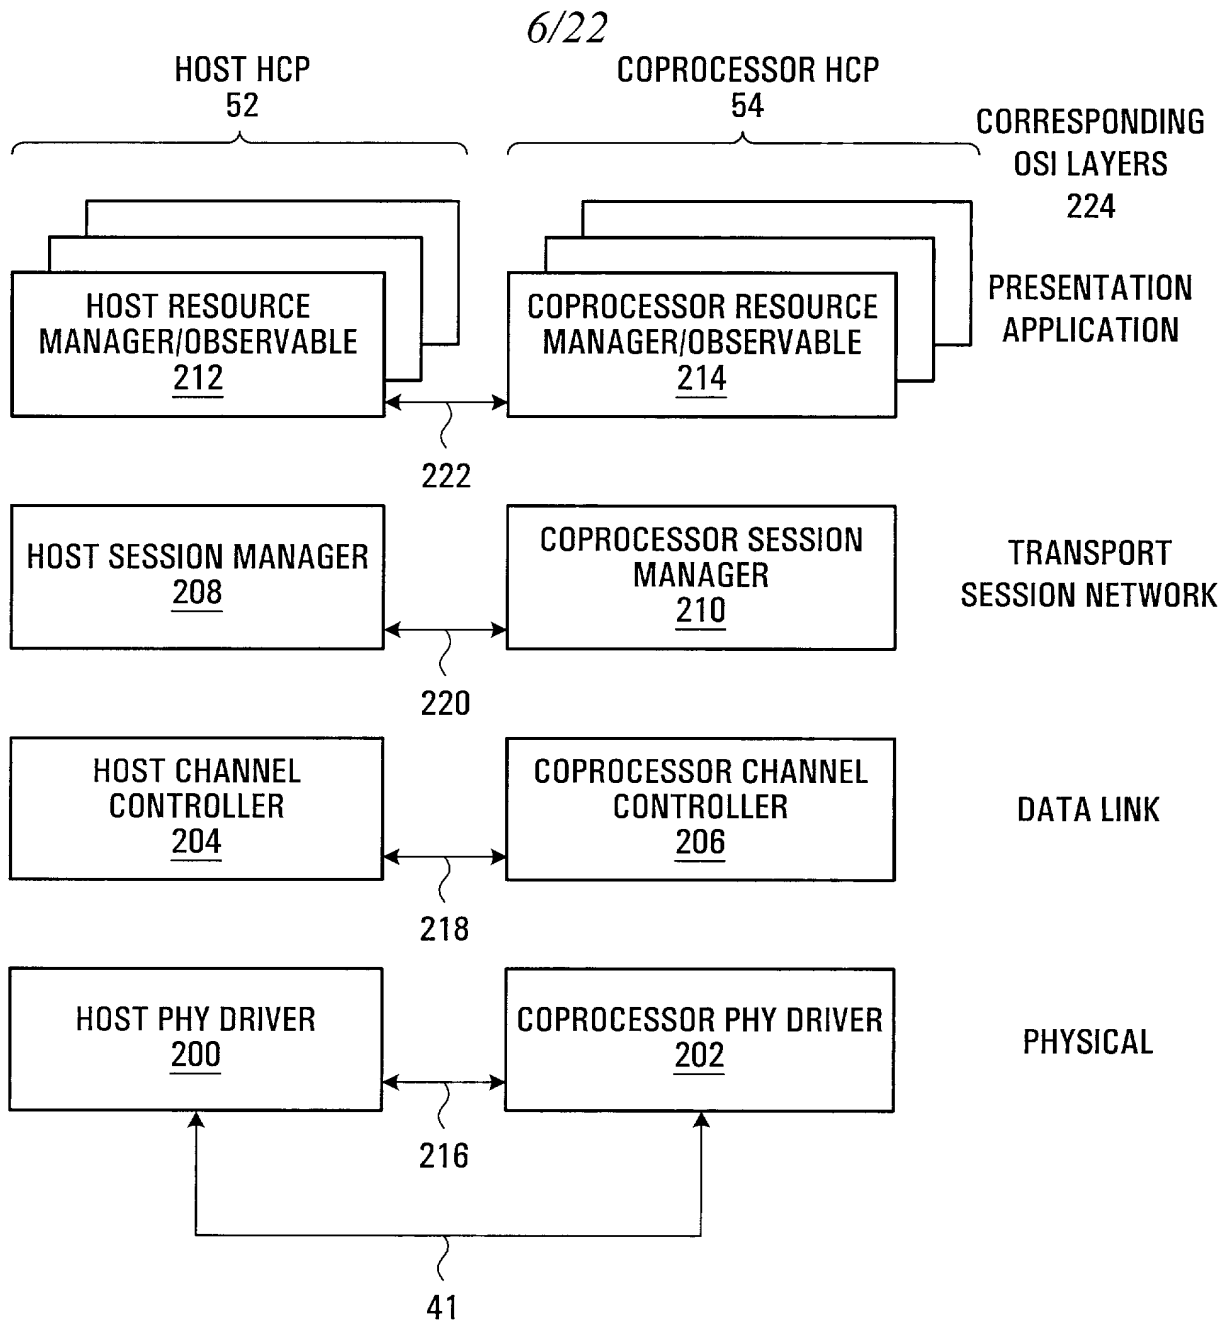 6/22
HOST HCP
52
COPROCESSOR HCP
54
CORRESPONDING
OSI LAYERS
224
HOST RESOURCE
MANAGER/OBSERVABLE
212
COPROCESSOR RESOURCE
MANAGER/OBSERVABLE
214
PRESENTATION
APPLICATION
222
HOST SESSION MANAGER
208
COPROCESSOR SESSION
MANAGER
210
TRANSPORT
SESSION NETWORK
220
HOST CHANNEL
CONTROLLER
204
COPROCESSOR CHANNEL
CONTROLLER
206
DATA LINK
218
HOST PHY DRIVER
200
COPROCESSOR PHY DRIVER
202
PHYSICAL
216
41